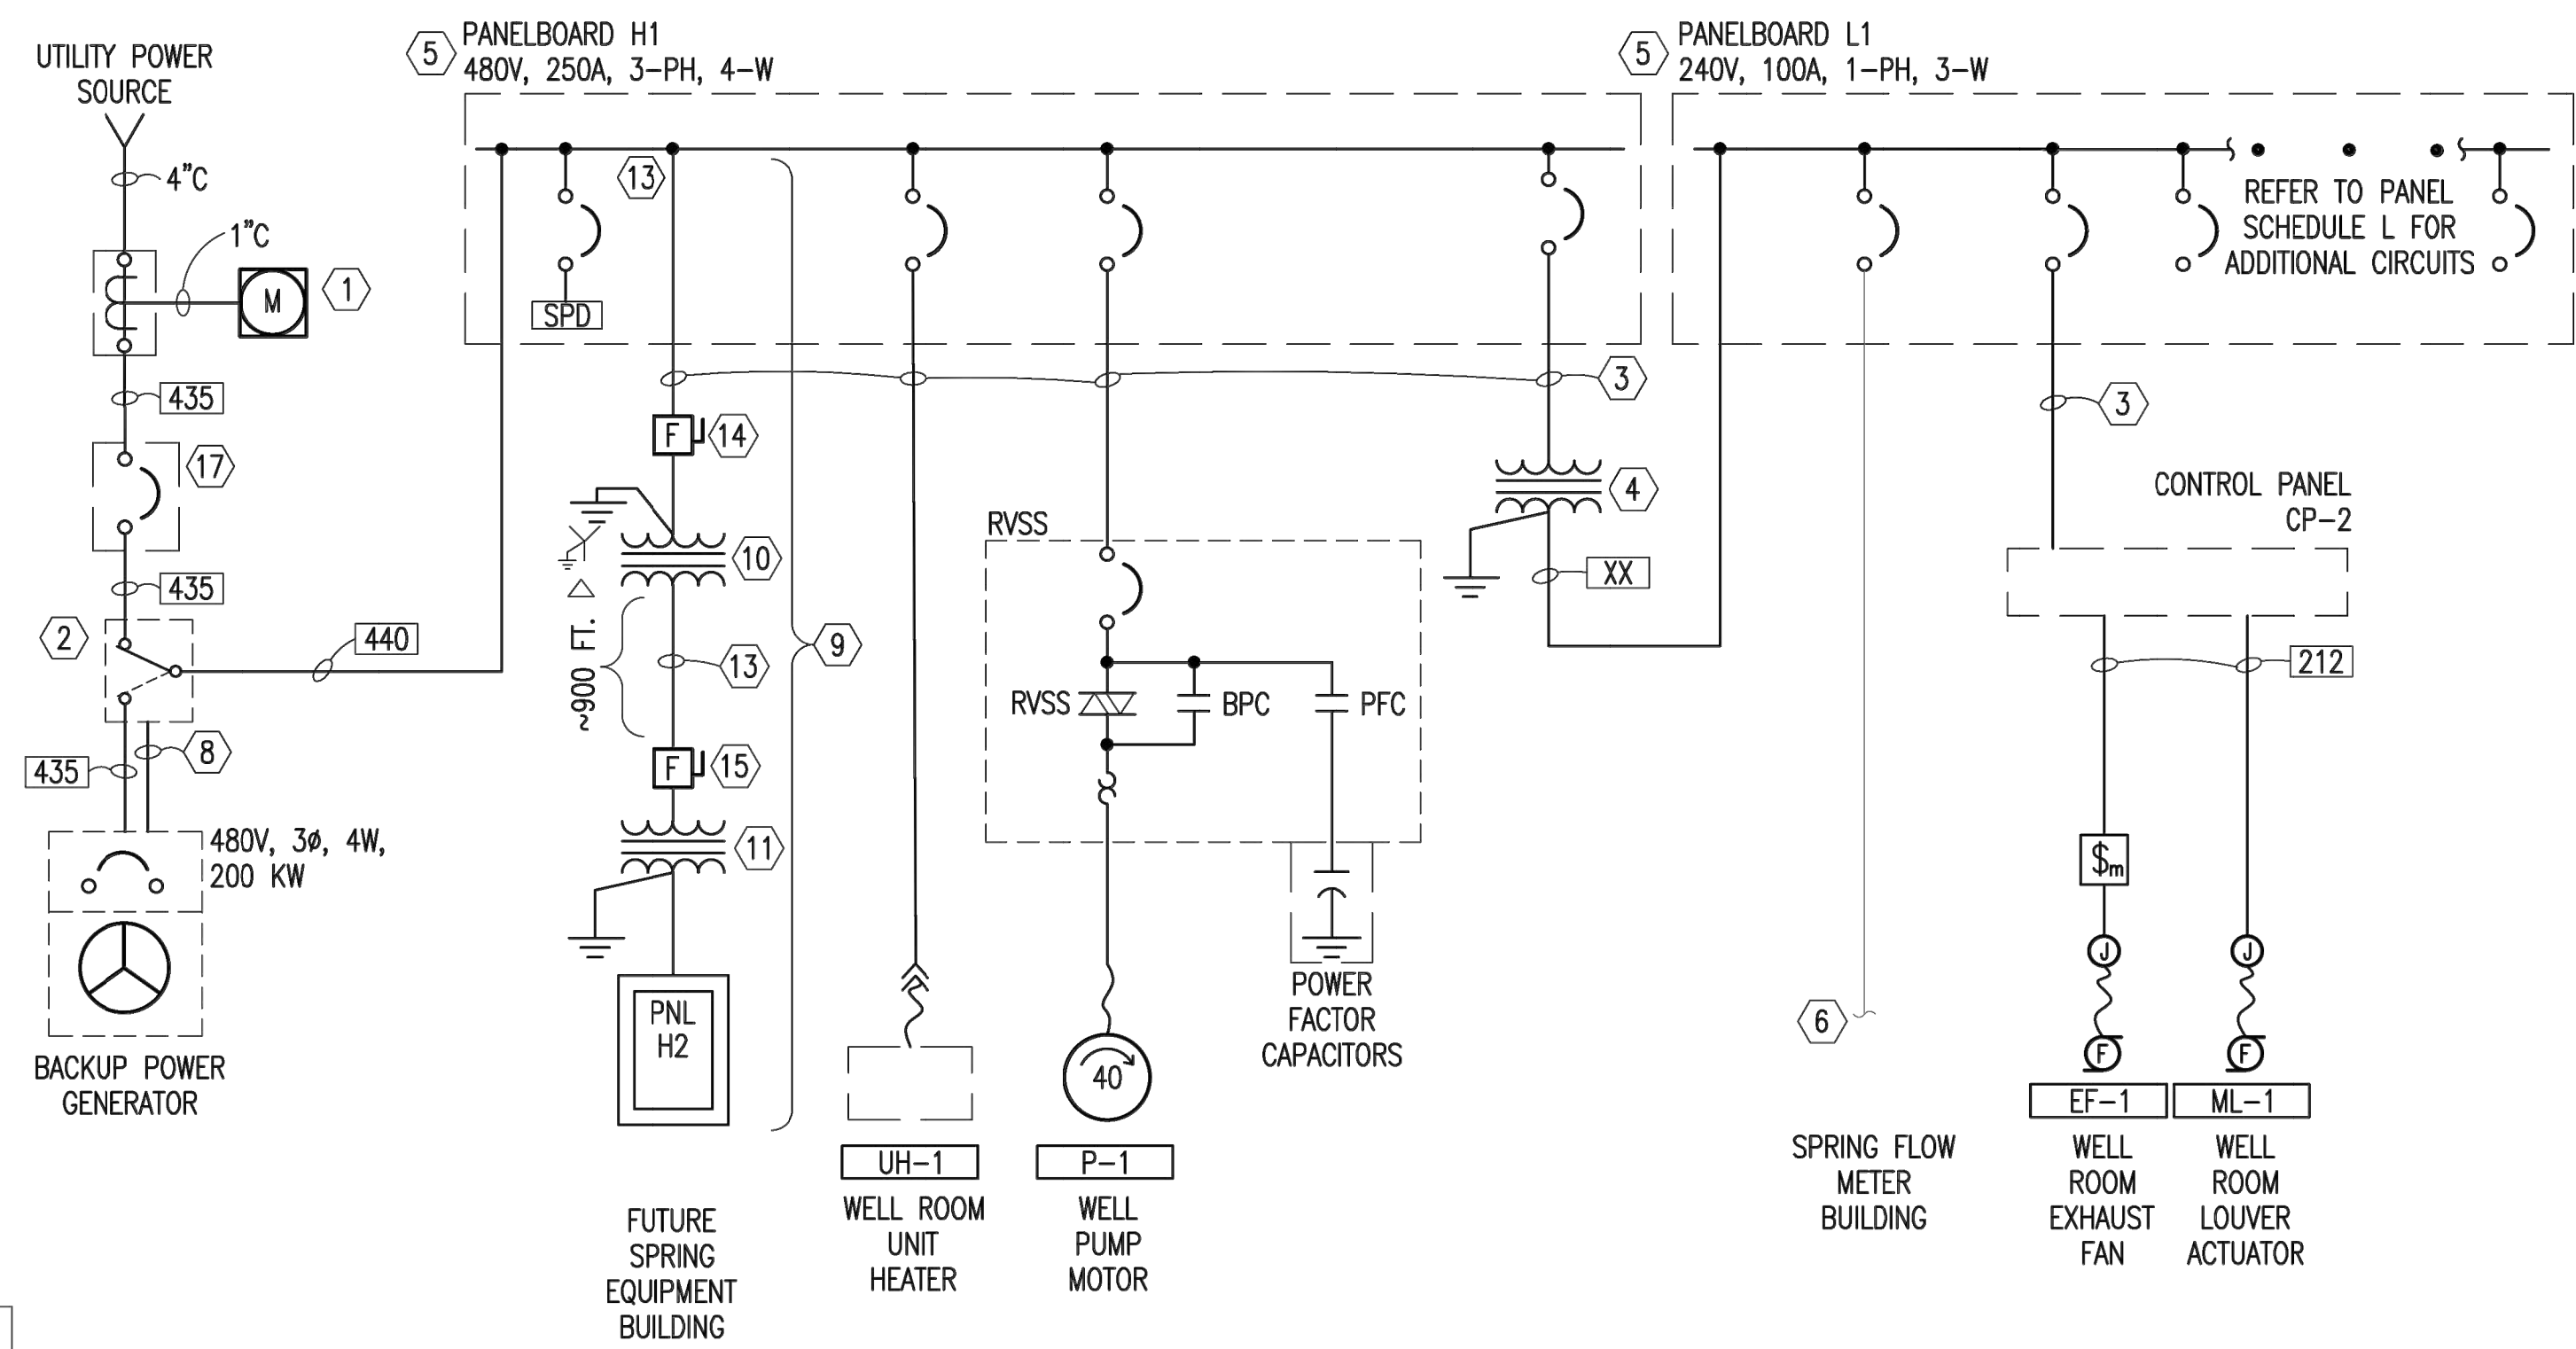 UTILITY POWER
SOURCE
4"C
1"C
M
1
435
17
435
2
440
435
8
480V, 3ø, 4W,
200 KW
BACKUP POWER
GENERATOR
5
PANELBOARD H1
480V, 250A, 3-PH, 4-W
SPD
13
3
F
14
10
~900 FT.
13
9
F
15
11
PNL
H2
FUTURE
SPRING
EQUIPMENT
BUILDING
UH-1
WELL ROOM
UNIT
HEATER
RVSS
RVSS
BPC
PFC
40
P-1
WELL
PUMP
MOTOR
POWER
FACTOR
CAPACITORS
4
XX
5
PANELBOARD L1
240V, 100A, 1-PH, 3-W
REFER TO PANEL
SCHEDULE L FOR
ADDITIONAL CIRCUITS
3
CONTROL PANEL
CP-2
212
6
SPRING FLOW
METER
BUILDING
$m
J
F
EF-1
WELL
ROOM
EXHAUST
FAN
J
F
ML-1
WELL
ROOM
LOUVER
ACTUATOR